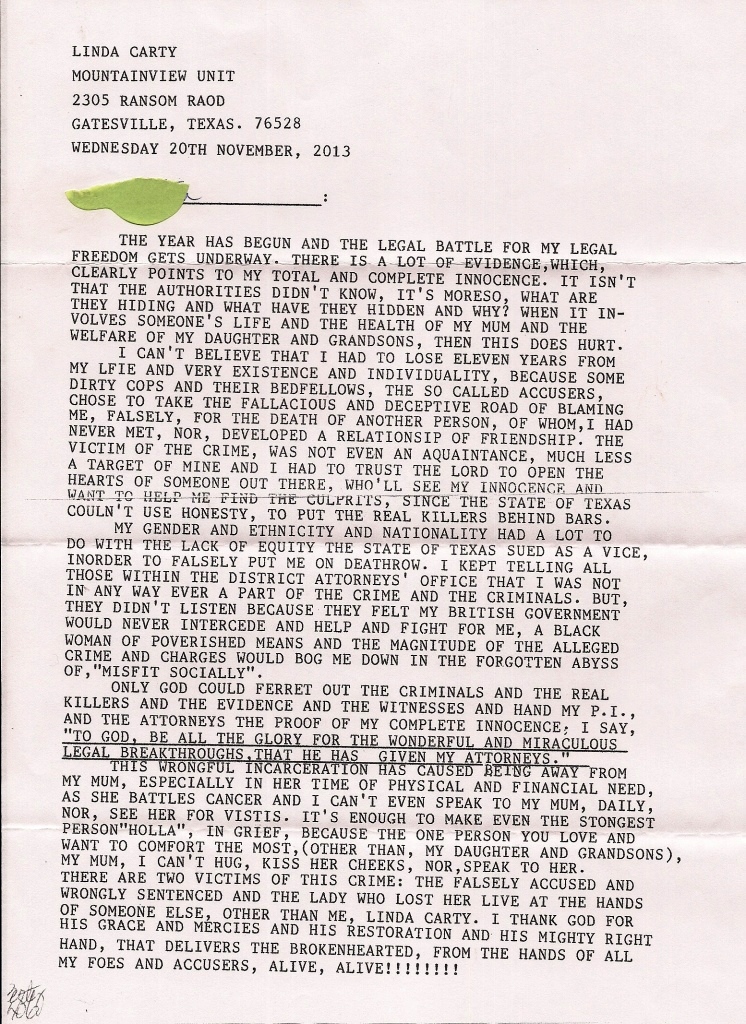 LINDA CARTY
MOUNTAINVIEW UNIT
2305 RANSOM RAOD
GATESVILLE, TEXAS. 76528
WEDNESDAY 20TH NOVEMBER, 2013
:
THE YEAR HAS BEGUN AND THE LEGAL BATTLE FOR MY LEGAL
FREEDOM GETS UNDERWAY. THERE IS A LOT OF EVIDENCE,WHICH,
CLEARLY POINTS TO MY TOTAL AND COMPLETE INNOCENCE. IT ISN'T
THAT THE AUTHORITIES DIDN'T KNOW, IT'S MORESO, WHAT ARE
THEY HIDING AND WHAT HAVE THEY HIDDEN AND WHY? WHEN IT IN-
VOLVES SOMEONE'S LIFE AND THE HEALTH OF MY MUM AND THE
WELFARE OF MY DAUGHTER AND GRANDSONS, THEN THIS DOES HURT.
I CAN'T BELIEVE THAT I HAD TO LOSE ELEVEN YEARS FROM
MY LFIE AND VERY EXISTENCE AND INDIVIDUALITY, BECAUSE SOME
DIRTY COPS AND THEIR BEDFELLOWS, THE SO CALLED ACCUSERS,
CHOSE TO TAKE THE FALLACIOUS AND DECEPTIVE ROAD OF BLAMING
ME, FALSELY, FOR THE DEATH OF ANOTHER PERSON, OF WHOM,I HAD
NEVER MET, NOR, DEVELOPED A RELATIONSIP OF FRIENDSHIP. THE
VICTIM OF THE CRIME, WAS NOT EVEN AN AQUAINTANCE, MUCH LESS
A TARGET OF MINE AND I HAD TO TRUST THE LORD TO OPEN THE
HEARTS OF SOMEONE OUT THERE, WHO'LL SEE MY INNOCENCE AND
WANT TO HELP ME FIND THE CULPRITS, SINCE THE STATE OF TEXAS
COULN'T USE HONESTY, TO PUT THE REAL KILLERS BEHIND BARS.
MY GENDER AND ETHNICITY AND NATIONALITY HAD A LOT TO
DO WITH THE LACK OF EQUITY THE STATE OF TEXAS SUED AS A VICE,
INORDER TO FALSELY PUT ME ON DEATHROW. I KEPT TELLING ALL
THOSE WITHIN THE DISTRICT ATTORNEYS' OFFICE THAT I WAS NOT
IN ANY WAY EVER A PART OF THE CRIME AND THE CRIMINALS. BUT,
THEY DIDN'T LISTEN BECAUSE THEY FELT MY BRITISH GOVERNMENT
WOULD NEVER INTERCEDE AND HELP AND FIGHT FOR ME, A BLACK
WOMAN OF POVERISHED MEANS AND THE MAGNITUDE OF THE ALLEGED
CRIME AND CHARGES WOULD BOG ME DOWN IN THE FORGOTTEN ABYSS
OF,"MISFIT SOCIALLY".
ONLY GOD COULD FERRET OUT THE CRIMINALS AND THE REAL
KILLERS AND THE EVIDENCE AND THE WITNESSES AND HAND MY P.I.,
AND THE ATTORNEYS THE PROOF OF MY COMPLETE INNOCENCE; I SAY,
"TO GOD, BE ALL THE GLORY FOR THE WONDERFUL AND MIRACULOUS
LEGAL BREAKTHROUGHS,THAT HE HAS GIVEN MY ATTORNEYS."
THIS WRONGFUL INCARCERATION HAS CAUSED BEING AWAY FROM
MY MUM, ESPECIALLY IN HER TIME OF PHYSICAL AND FINANCIAL NEED,
AS SHE BATTLES CANCER AND I CAN'T EVEN SPEAK TO MY MUM, DAILY,
NOR, SEE HER FOR VISTIS. IT'S ENOUGH TO MAKE EVEN THE STONGEST
PERSON"HOLLA", IN GRIEF, BECAUSE THE ONE PERSON YOU LOVE AND
WANT TO COMFORT THE MOST,(OTHER THAN, MY DAUGHTER AND GRANDSONS),
MY MUM, I CAN'T HUG, KISS HER CHEEKS, NOR,SPEAK TO HER.
THERE ARE TWO VICTIMS OF THIS CRIME: THE FALSELY ACCUSED AND
WRONGLY SENTENCED AND THE LADY WHO LOST HER LIVE AT THE HANDS
OF SOMEONE ELSE, OTHER THAN ME, LINDA CARTY. I THANK GOD FOR
HIS GRACE AND MERCIES AND HIS RESTORATION AND HIS MIGHTY RIGHT
HAND, THAT DELIVERS THE BROKENHEARTED, FROM THE HANDS OF ALL
MY FOES AND ACCUSERS, ALIVE, ALIVE!!!!!!!!